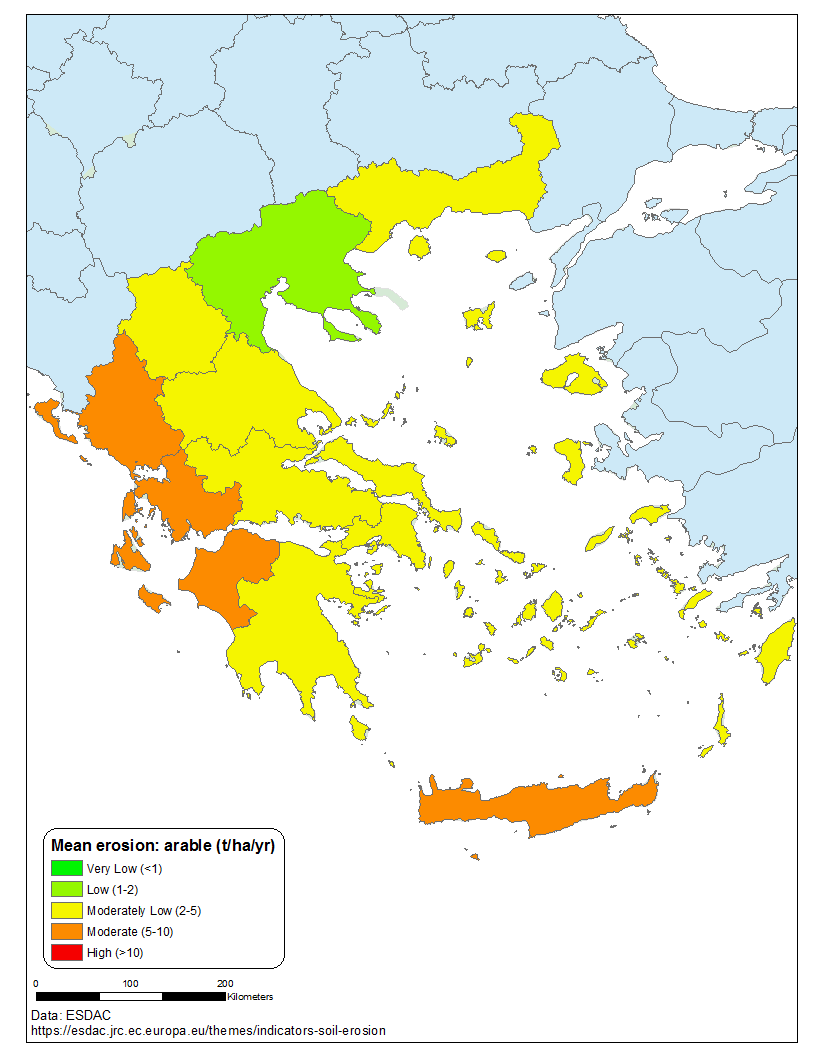 Mean erosion: arable (t/ha/yr)
Very Low (<1)
Low (1-2)
Moderately Low (2-5)
Moderate (5-10)
High (>10)
0 100 200
Kilometers
Data: ESDAC
https://esdac.jrc.ec.europa.eu/themes/indicators-soil-erosion